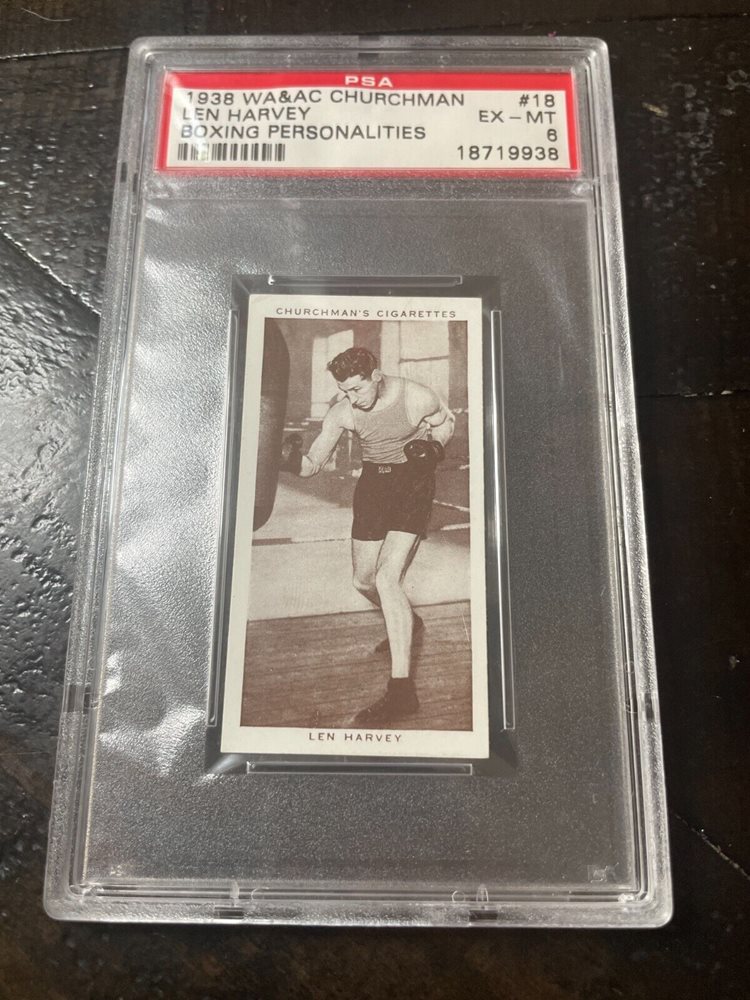 PSA
1938 WA&AC CHURCHMAN #18
LEN HARVEY EX - MT
BOXING PERSONALITIES 6
18719938
CHURCHMAN'S CIGARETTES
LEN HARVEY